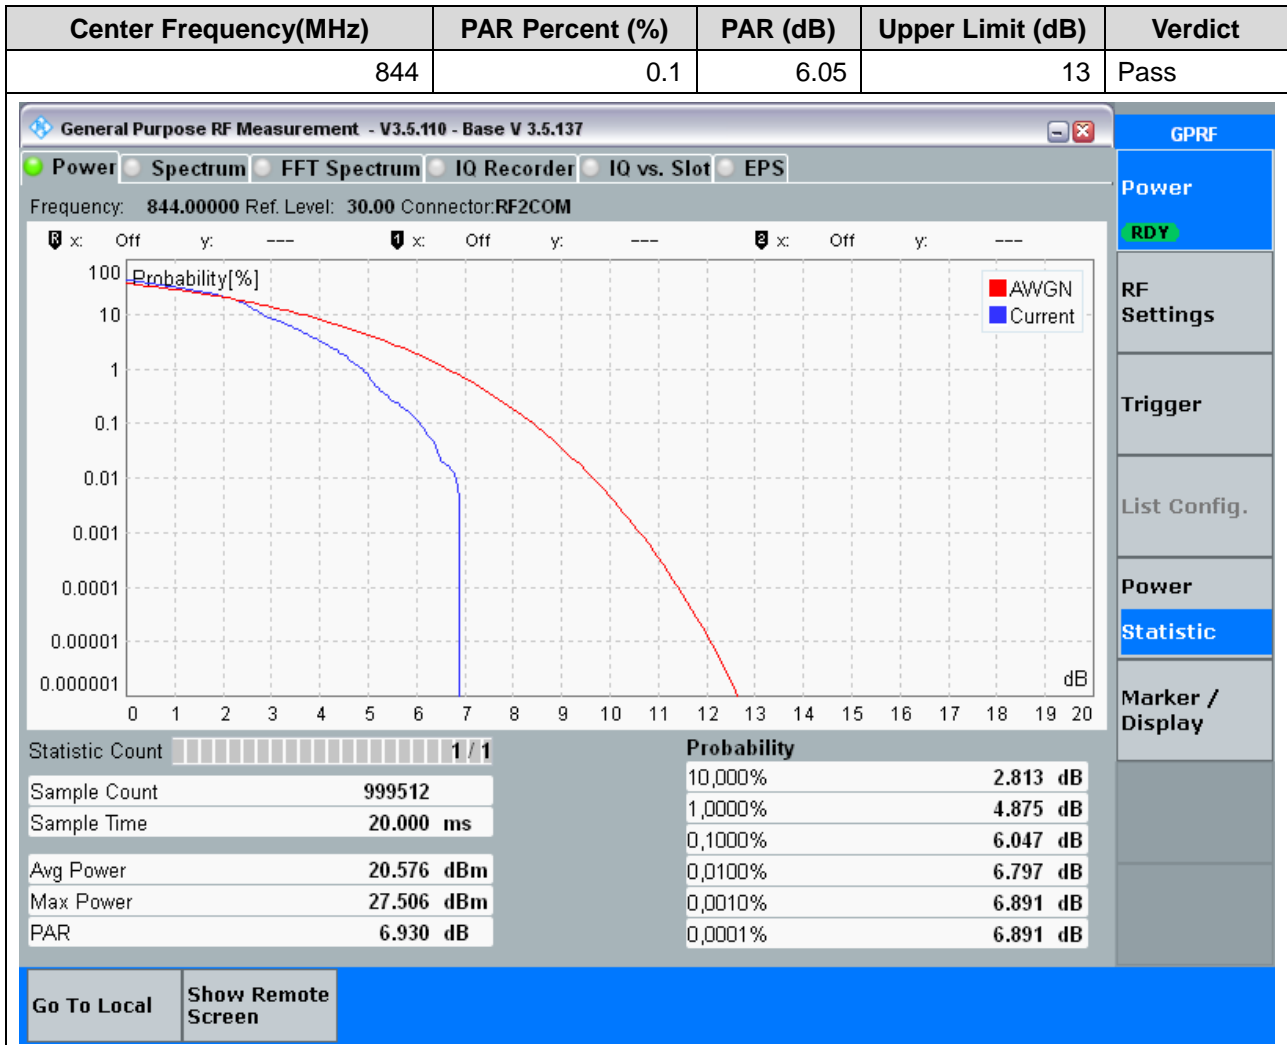 Center Frequency(MHz) PAR Percent (%) PAR (dB) Upper Limit (dB) Verdict
844 0.1 6.05 13 Pass
General Purpose RF Measurement - V3.5.110 - Base V 3.5.137
GPRF
Power Spectrum FFT Spectrum IQ Recorder IQ vs. Slot EPS
Frequency: 844.00000 Ref. Level: 30.00 Connector:RF2COM
R x: Off y: --- 1 x: Off y: --- 2 x: Off y: ---
Probability[%]
AWGN
Current
100
10
1
0.1
0.01
0.001
0.0001
0.00001
0.000001
dB
0 1 2 3 4 5 6 7 8 9 10 11 12 13 14 15 16 17 18 19 20
Statistic Count 1 / 1
Sample Count 999512
Sample Time 20.000 ms
Avg Power 20.576 dBm
Max Power 27.506 dBm
PAR 6.930 dB
Probability
10,000% 2.813 dB
1,0000% 4.875 dB
0,1000% 6.047 dB
0,0100% 6.797 dB
0,0010% 6.891 dB
0,0001% 6.891 dB
Power
RDY
RF
Settings
Trigger
List Config.
Power
Statistic
Marker /
Display
Go To Local
Show Remote
Screen